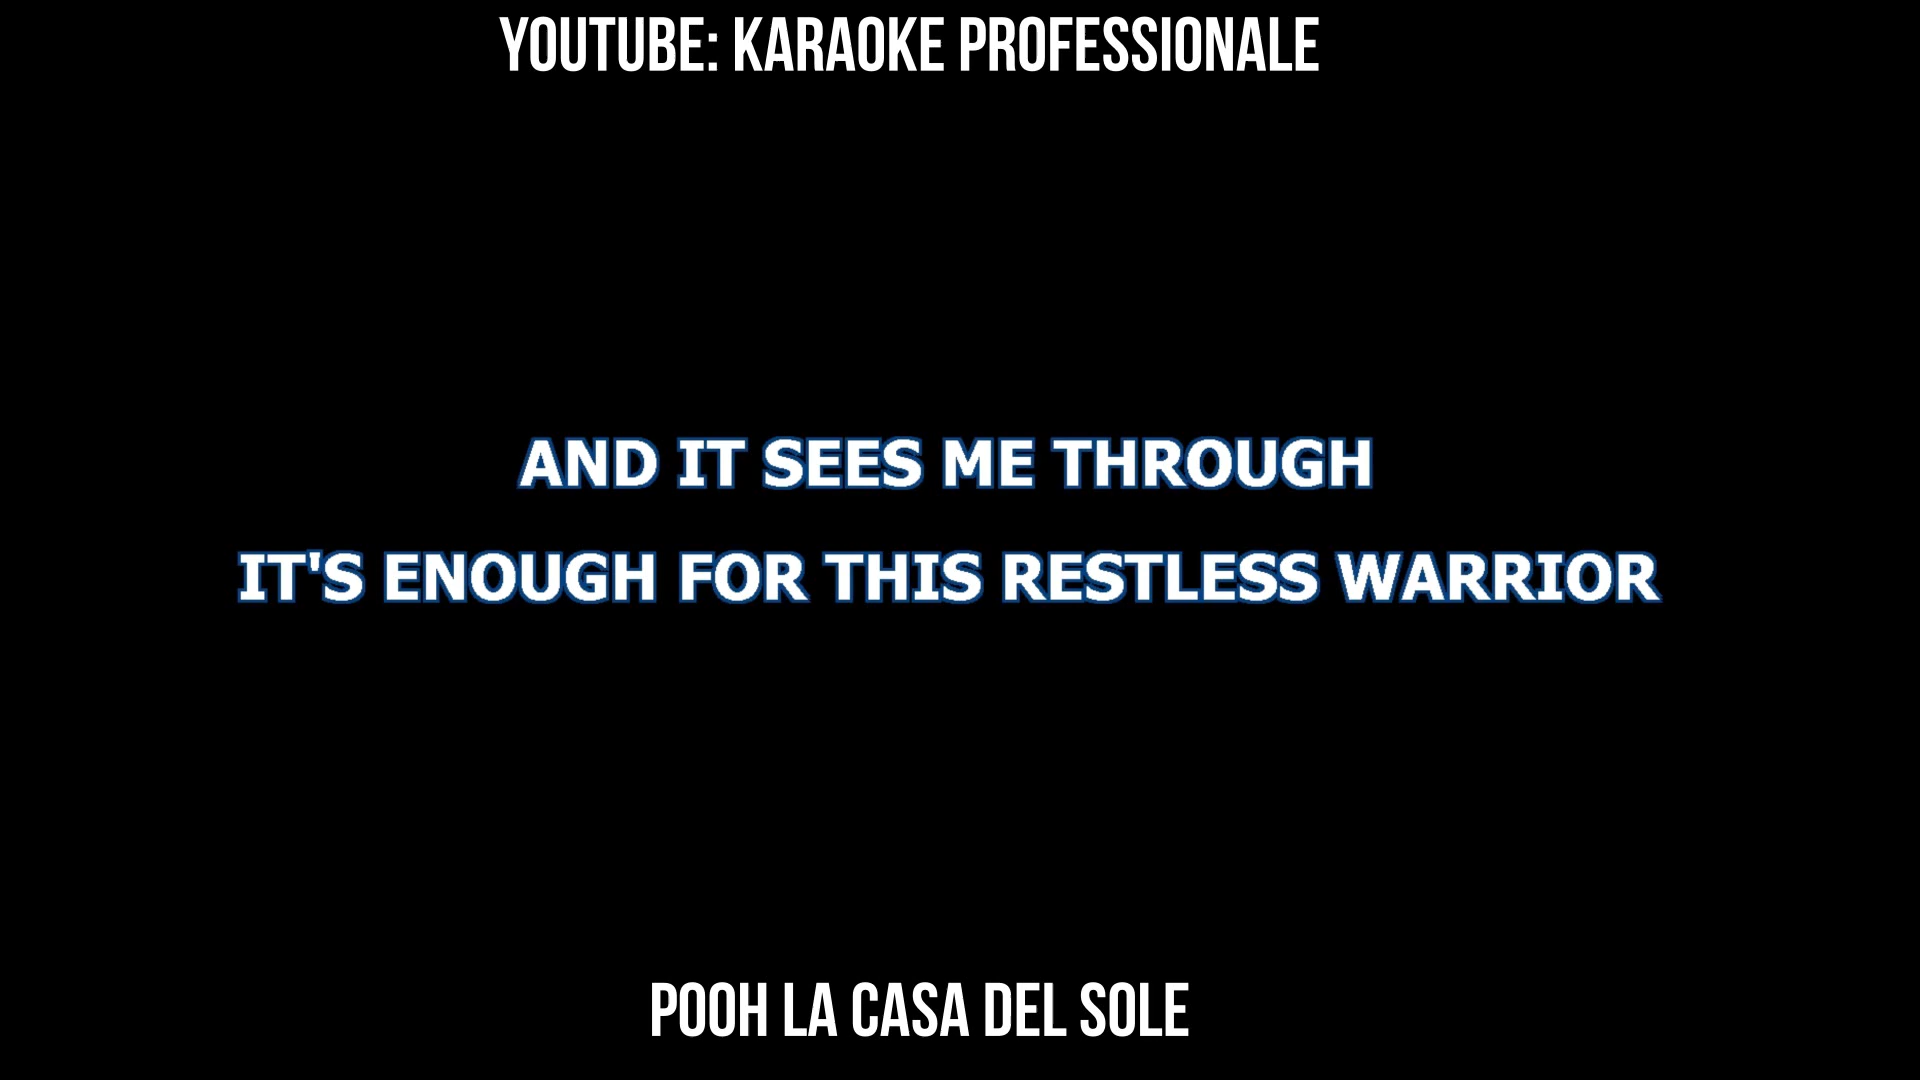 YOUTUBE: KARAOKE PROFESSIONALE
AND IT SEES ME THROUGH
IT'S ENOUGH FOR THIS RESTLESS WARRIOR
POOH LA CASA DEL SOLE